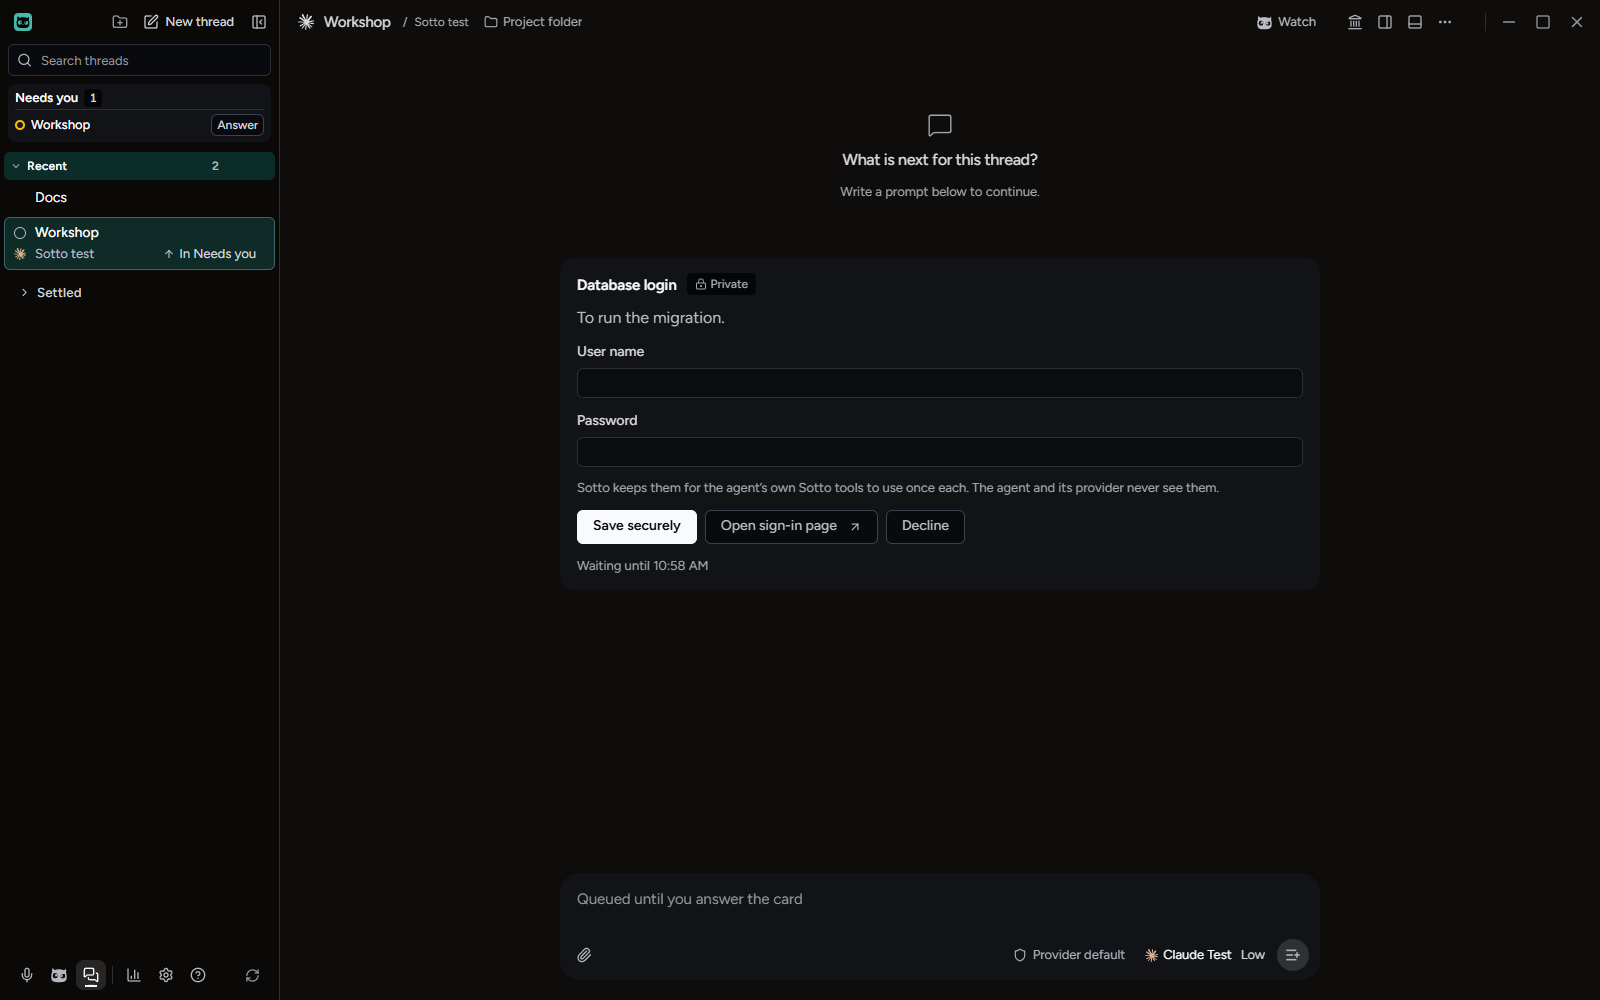 New thread
Search threads
Needs you 1
Workshop Answer
Recent 2
Docs
Workshop
Sotto test In Needs you
Settled
Workshop / Sotto test Project folder
Watch
What is next for this thread?
Write a prompt below to continue.
Database login Private
To run the migration.
User name
Password
Sotto keeps them for the agent’s own Sotto tools to use once each. The agent and its provider never see them.
Save securely Open sign-in page Decline
Waiting until 10:58 AM
Queued until you answer the card
Provider default Claude Test Low